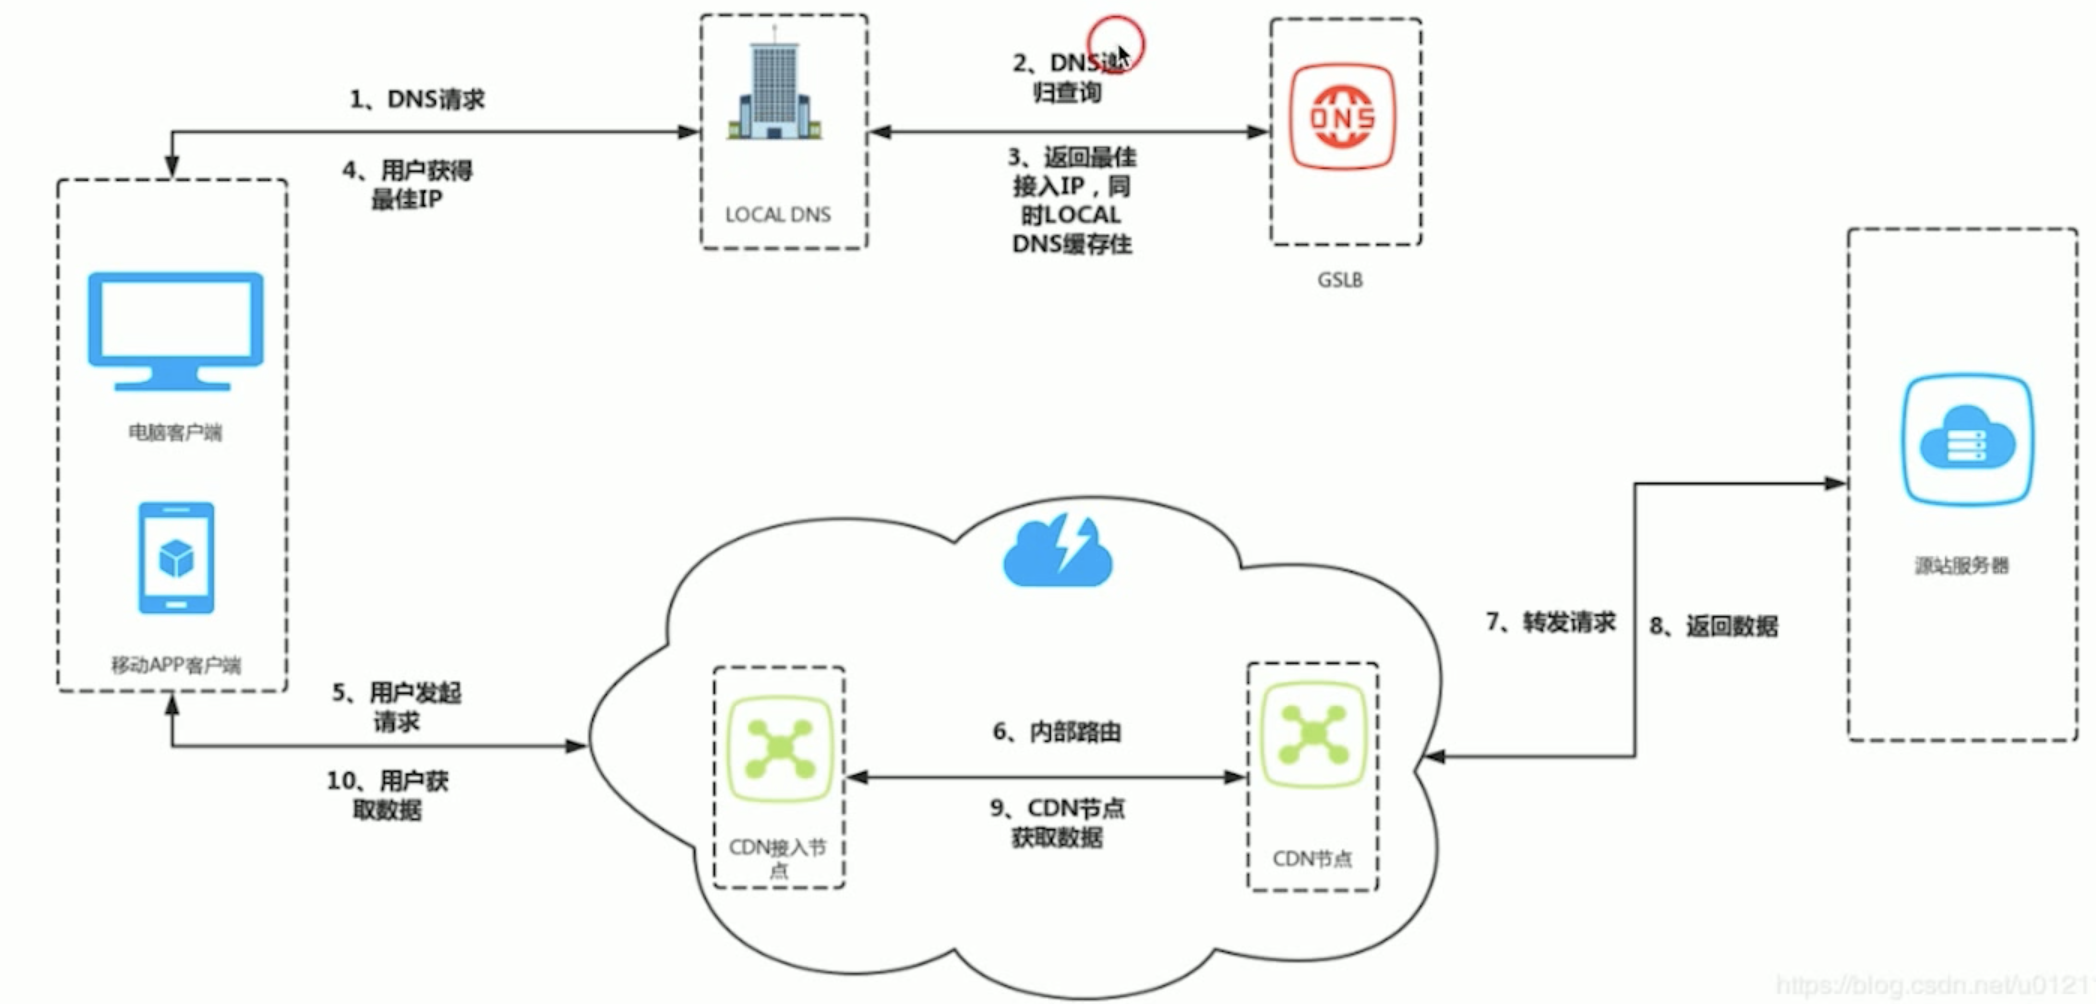 1、DNS请求
4、用户获得
最佳IP
LOCAL DNS
2、DNS递
归查询
3、返回最佳
接入IP，同
时LOCAL
DNS缓存住
DNS
GSLB
电脑客户端
移动APP客户端
5、用户发起
请求
10、用户获
取数据
CDN接入节
点
6、内部路由
9、CDN节点
获取数据
CDN节点
7、转发请求
8、返回数据
源站服务器
https://blog.csdn.net/u0121